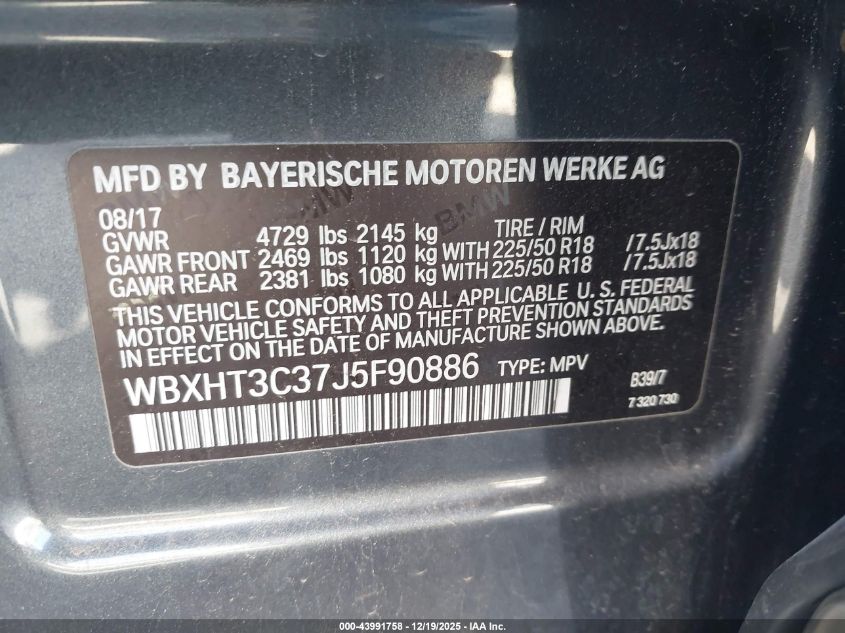 MFD BY BAYERISCHE MOTOREN WERKE AG
08/17 TIRE / RIM
GVWR 4729 lbs 2145 kg
GAWR FRONT 2469 lbs 1120 kg WITH 225/50 R18 /7.5Jx18
GAWR REAR 2381 lbs 1080 kg WITH 225/50 R18 /7.5Jx18
THIS VEHICLE CONFORMS TO ALL APPLICABLE U. S. FEDERAL
MOTOR VEHICLE SAFETY AND THEFT PREVENTION STANDARDS
IN EFFECT ON THE DATE OF MANUFACTURE SHOWN ABOVE.
WBXHT3C37J5F90886 TYPE: MPV B39/7
7 320 730
000-43991758 | 12/19/2025 - IAA Inc.